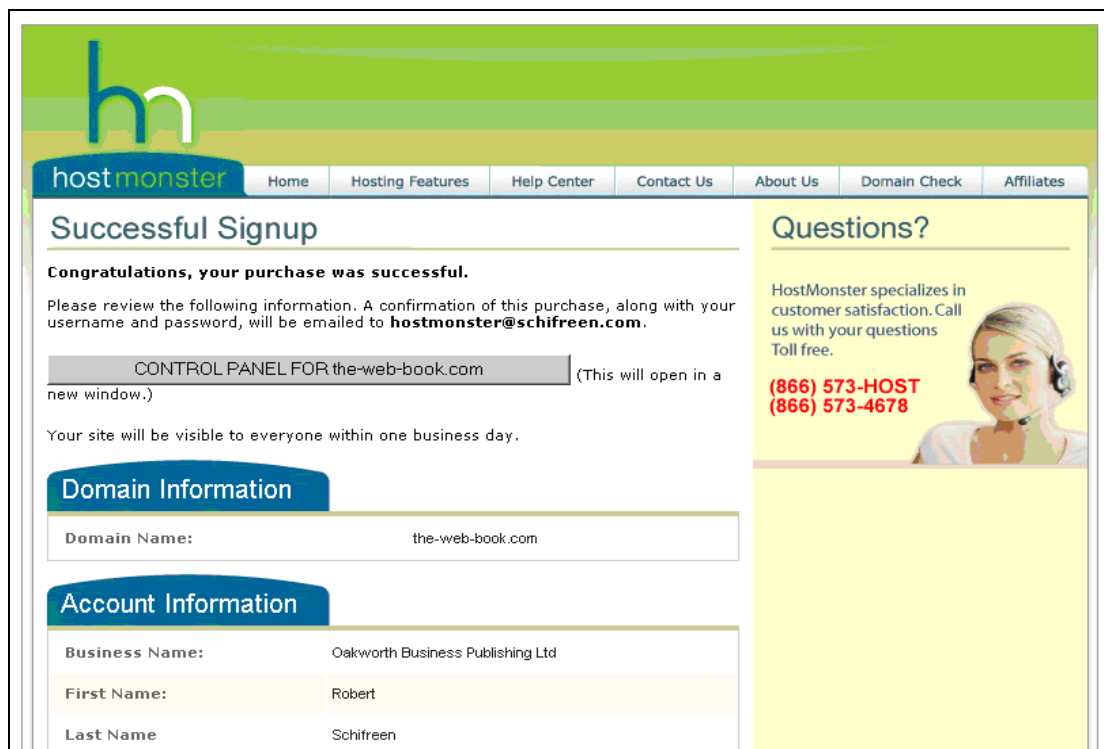 hm
hostmonster
Home Hosting Features Help Center Contact Us About Us Domain Check Affiliates
Successful Signup
Congratulations, your purchase was successful.
Please review the following information. A confirmation of this purchase, along with your
username and password, will be emailed to hostmonster@schifreen.com.
CONTROL PANEL FOR the-web-book.com (This will open in a
new window.)
Your site will be visible to everyone within one business day.
Domain Information
Domain Name: the-web-book.com
Account Information
Business Name: Oakworth Business Publishing Ltd
First Name: Robert
Last Name Schifreen
Questions?
HostMonster specializes in
customer satisfaction. Call
us with your questions
Toll free.
(866) 573-HOST
(866) 573-4678